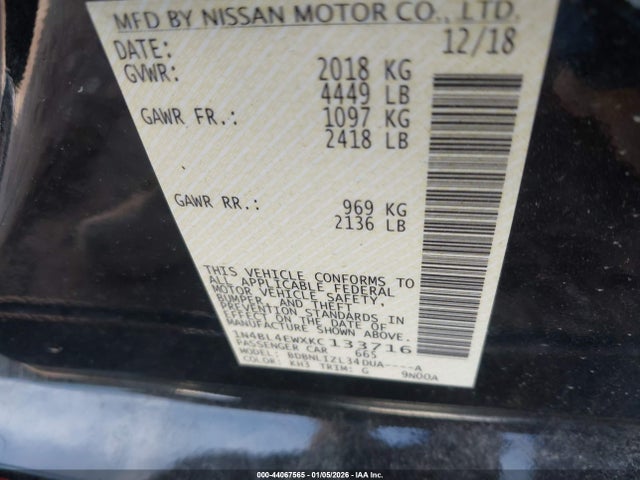 MFD BY NISSAN MOTOR CO., LTD.
DATE: 12/18
GVWR: 2018 KG
4449 LB
GAWR FR.: 1097 KG
2418 LB
GAWR RR.: 969 KG
2136 LB
THIS VEHICLE CONFORMS TO
ALL APPLICABLE FEDERAL
MOTOR VEHICLE SAFETY,
BUMPER, AND THEFT
PREVENTION STANDARDS IN
EFFECT ON THE DATE OF
MANUFACTURE SHOWN ABOVE.
1N4BL4EWXKC133716
PASSENGER CAR 665
MODEL: BDBNLIZL34DUA----A
COLOR: KH3 TRIM: G 9N00A
000-44067565 | 01/05/2026 | IAA Inc.